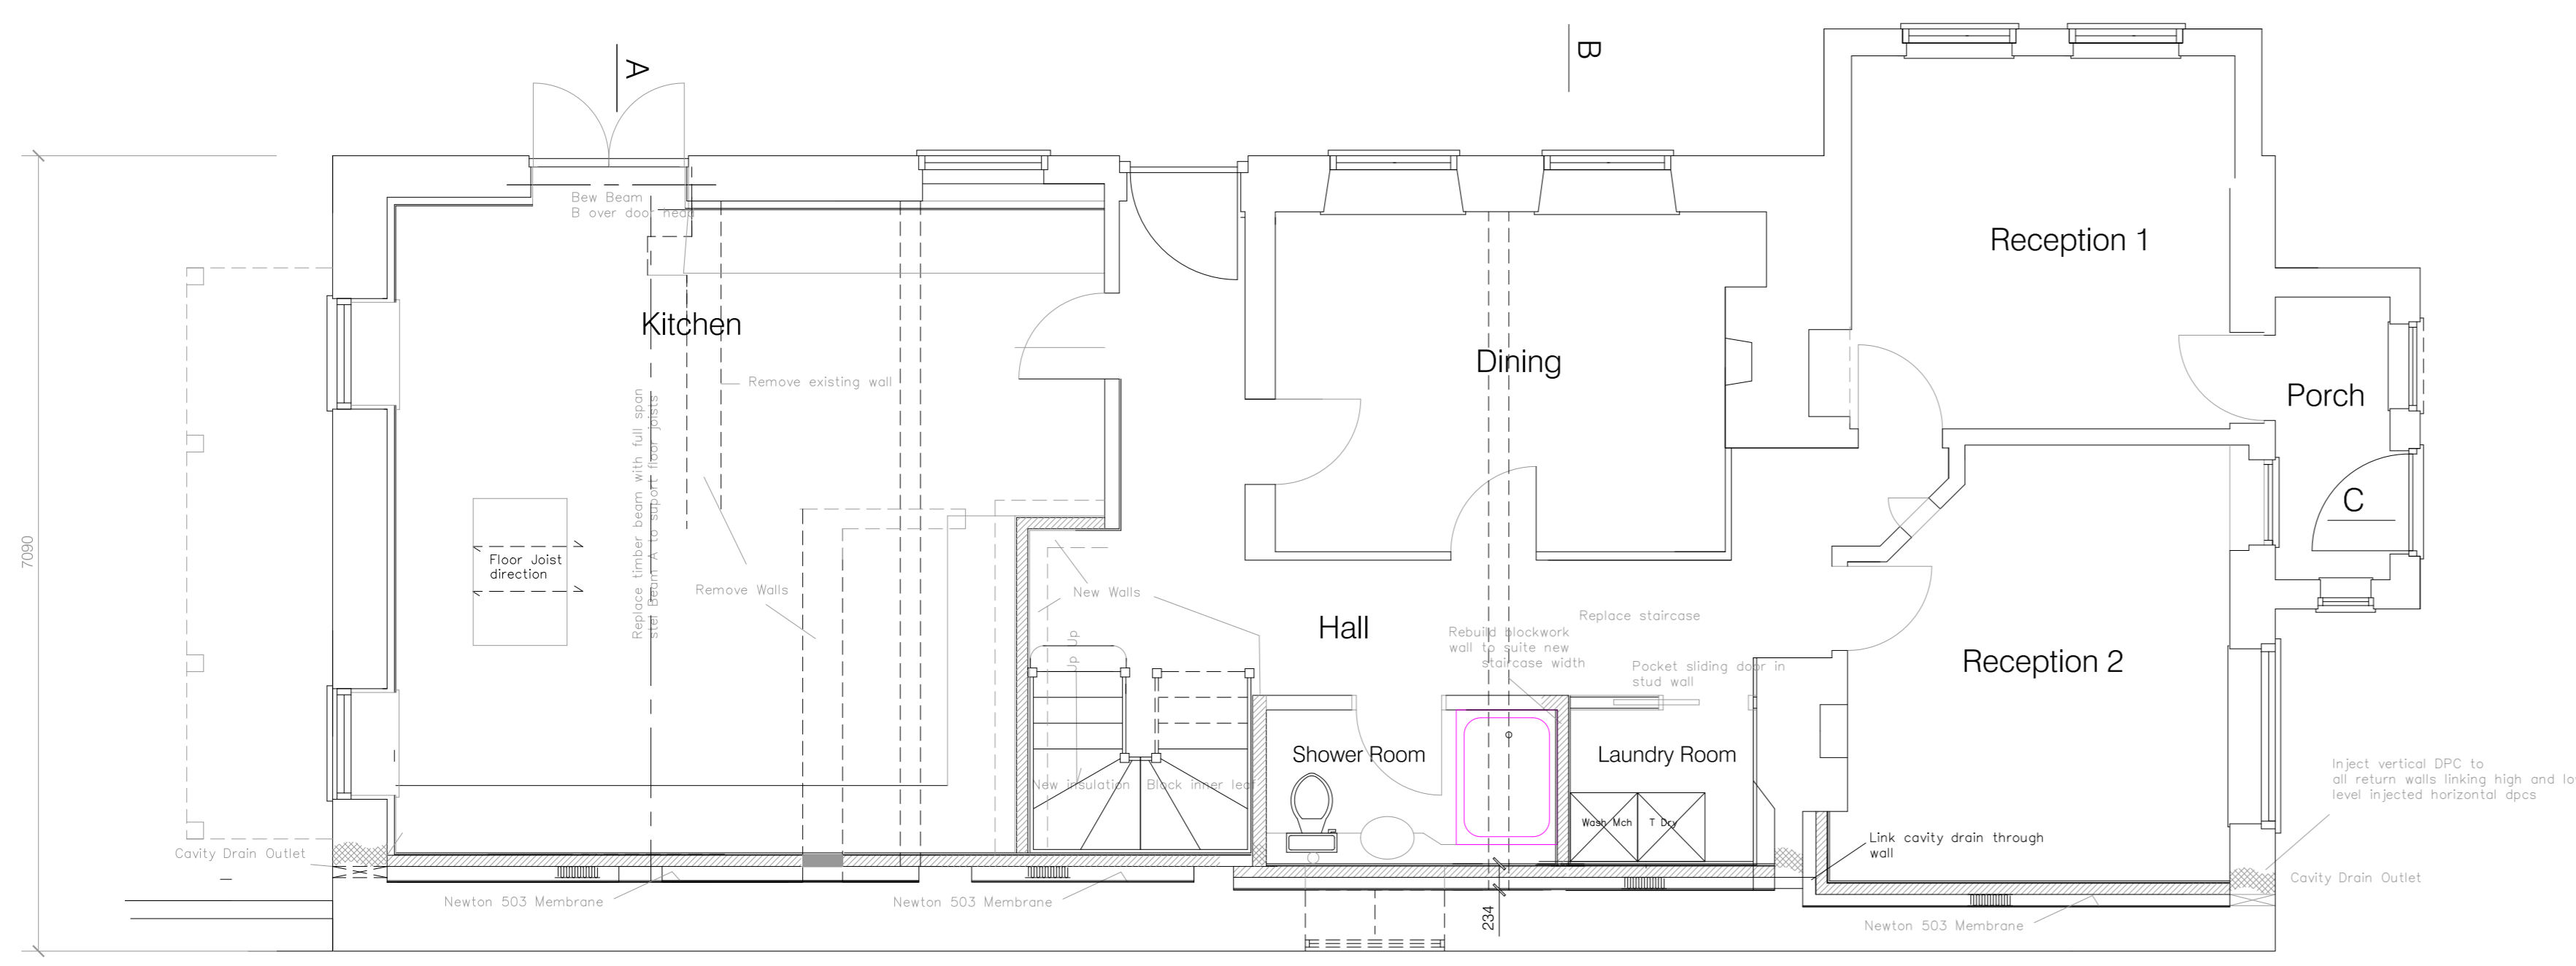 A
B
Bew Beam
B over door head
Reception 1
Kitchen
Dining
Remove existing wall
Porch
Replace timber beam with full span
stel Beam A to support floor joists
C
7090
Floor Joist
direction
Remove Walls
New Walls
Hall
Replace staircase
Rebuild blockwork
wall to suite new
staircase width
Up Up
Pocket sliding door in
stud wall
Reception 2
Shower Room
Laundry Room
New insulation
Block inner leaf
Wash Mch
T Dry
Inject vertical DPC to
all return walls linking high and lo
level injected horizontal dpcs
Link cavity drain through
wall
Cavity Drain Outlet
Cavity Drain Outlet
Newton 503 Membrane
Newton 503 Membrane
234
Newton 503 Membrane